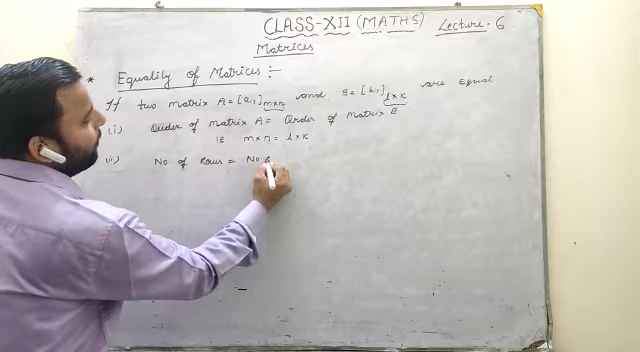 CLASS-XII (MATHS) Lecture-6
Matrices
* Equality of Matrices :-
If two matrix A = [aij]m×n and B = [bij]l×k are equal
(i) Order of matrix A = Order of matrix B
ie m×n = l×k
(ii) No of Rows = No